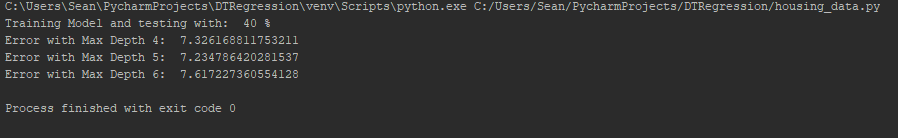 C:\Users\Sean\PycharmProjects\DTRegression\venv\Scripts\python.exe C:/Users/Sean/PycharmProjects/DTRegression/housing_data.py
Training Model and testing with:  40 %
Error with Max Depth 4:  7.326168811753211
Error with Max Depth 5:  7.234786420281537
Error with Max Depth 6:  7.617227360554128
Process finished with exit code 0